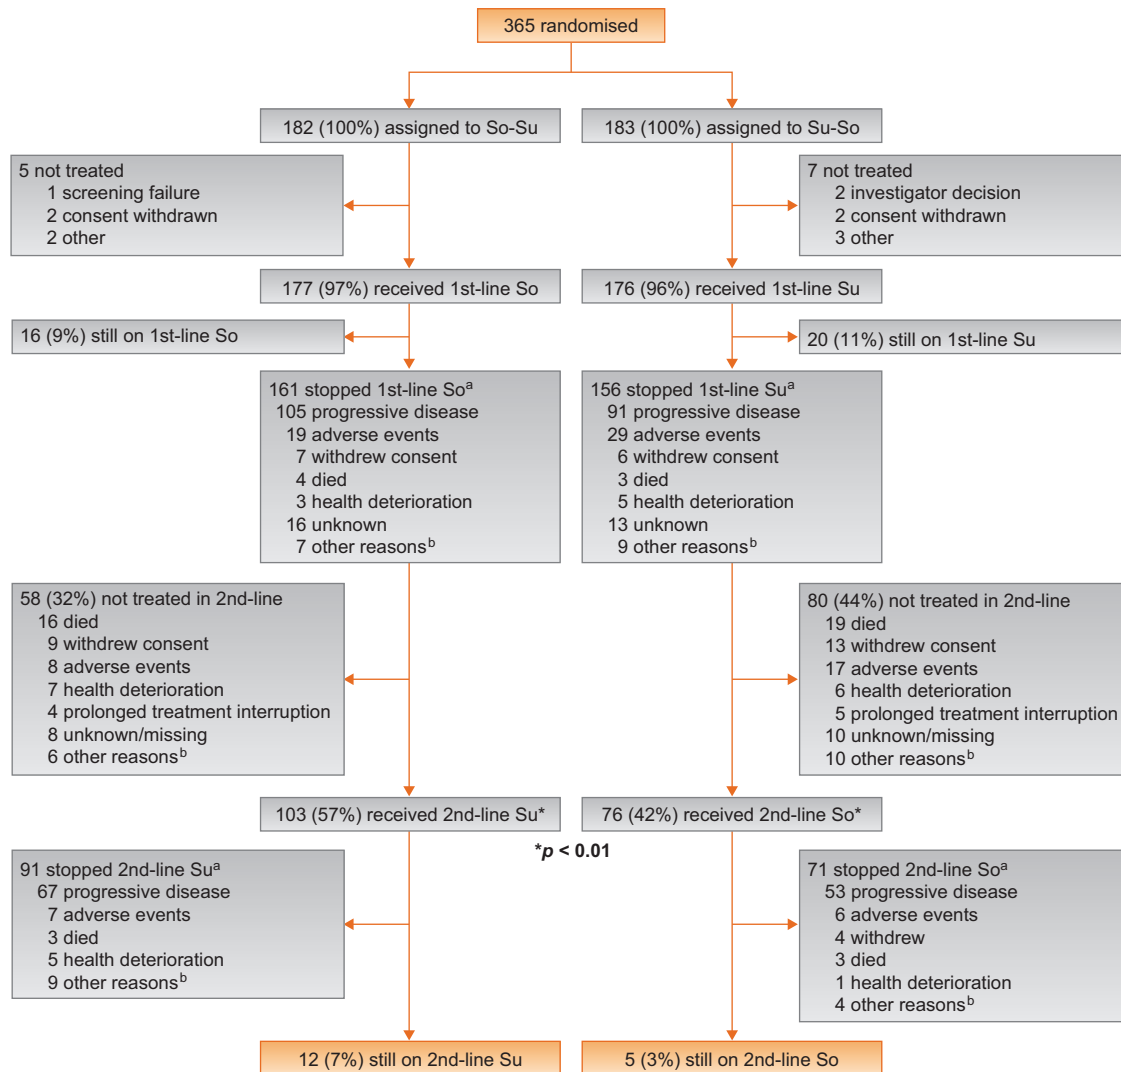 365 randomised
182 (100%) assigned to So-Su
183 (100%) assigned to Su-So
5 not treated
1 screening failure
2 consent withdrawn
2 other
7 not treated
2 investigator decision
2 consent withdrawn
3 other
177 (97%) received 1st-line So
176 (96%) received 1st-line Su
16 (9%) still on 1st-line So
20 (11%) still on 1st-line Su
161 stopped 1st-line Soᵃ
105 progressive disease
19 adverse events
7 withdrew consent
4 died
3 health deterioration
16 unknown
7 other reasonsᵇ
156 stopped 1st-line Suᵃ
91 progressive disease
29 adverse events
6 withdrew consent
3 died
5 health deterioration
13 unknown
9 other reasonsᵇ
58 (32%) not treated in 2nd-line
16 died
9 withdrew consent
8 adverse events
7 health deterioration
4 prolonged treatment interruption
8 unknown/missing
6 other reasonsᵇ
80 (44%) not treated in 2nd-line
19 died
13 withdrew consent
17 adverse events
6 health deterioration
5 prolonged treatment interruption
10 unknown/missing
10 other reasonsᵇ
103 (57%) received 2nd-line Su*
76 (42%) received 2nd-line So*
*p < 0.01
91 stopped 2nd-line Suᵃ
67 progressive disease
7 adverse events
3 died
5 health deterioration
9 other reasonsᵇ
71 stopped 2nd-line Soᵃ
53 progressive disease
6 adverse events
4 withdrew
3 died
1 health deterioration
4 other reasonsᵇ
12 (7%) still on 2nd-line Su
5 (3%) still on 2nd-line So